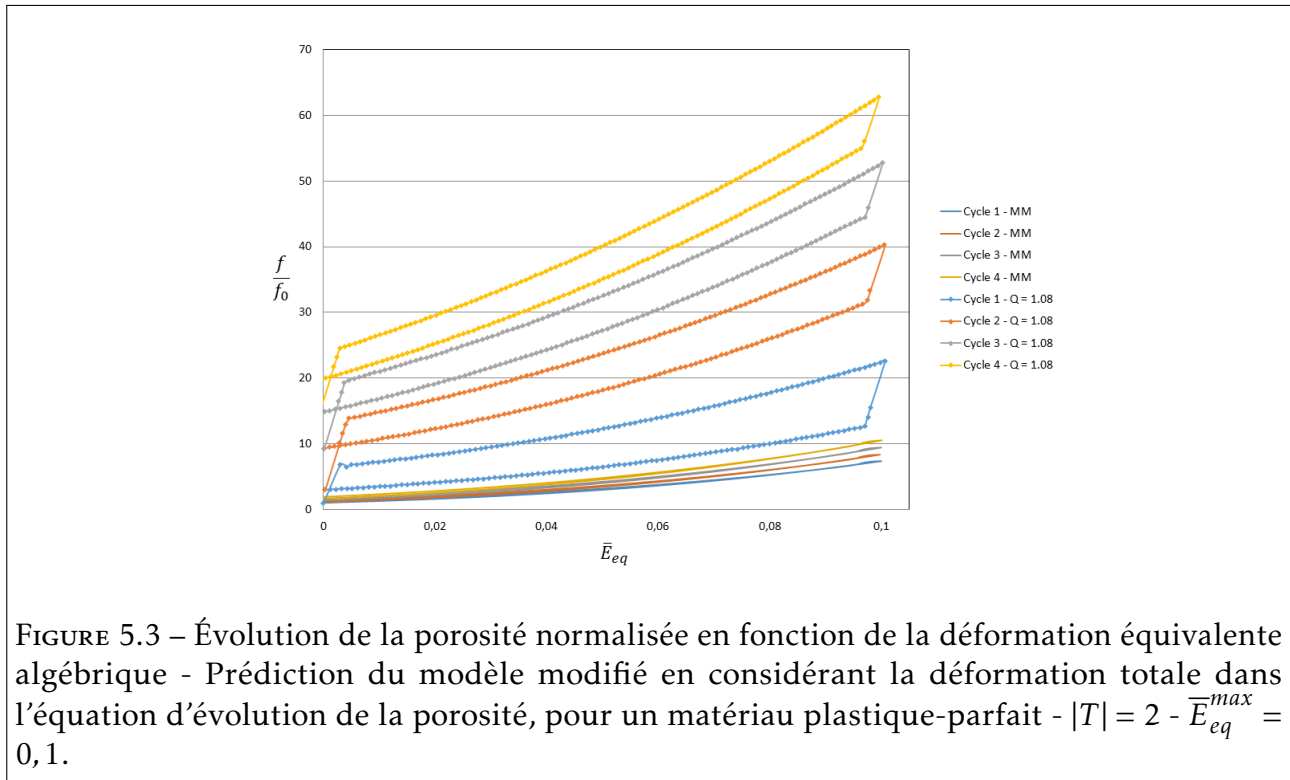 70
60
50
40
30
20
10
0
f
f₀
0
0,02
0,04
0,06
0,08
0,1
Ē_eq
Cycle 1 - MM
Cycle 2 - MM
Cycle 3 - MM
Cycle 4 - MM
Cycle 1 - Q = 1.08
Cycle 2 - Q = 1.08
Cycle 3 - Q = 1.08
Cycle 4 - Q = 1.08
Figure 5.3 – Évolution de la porosité normalisée en fonction de la déformation équivalente
algébrique - Prédiction du modèle modifié en considérant la déformation totale dans
l'équation d'évolution de la porosité, pour un matériau plastique-parfait - |T| = 2 - Ē_eq^max =
0, 1.